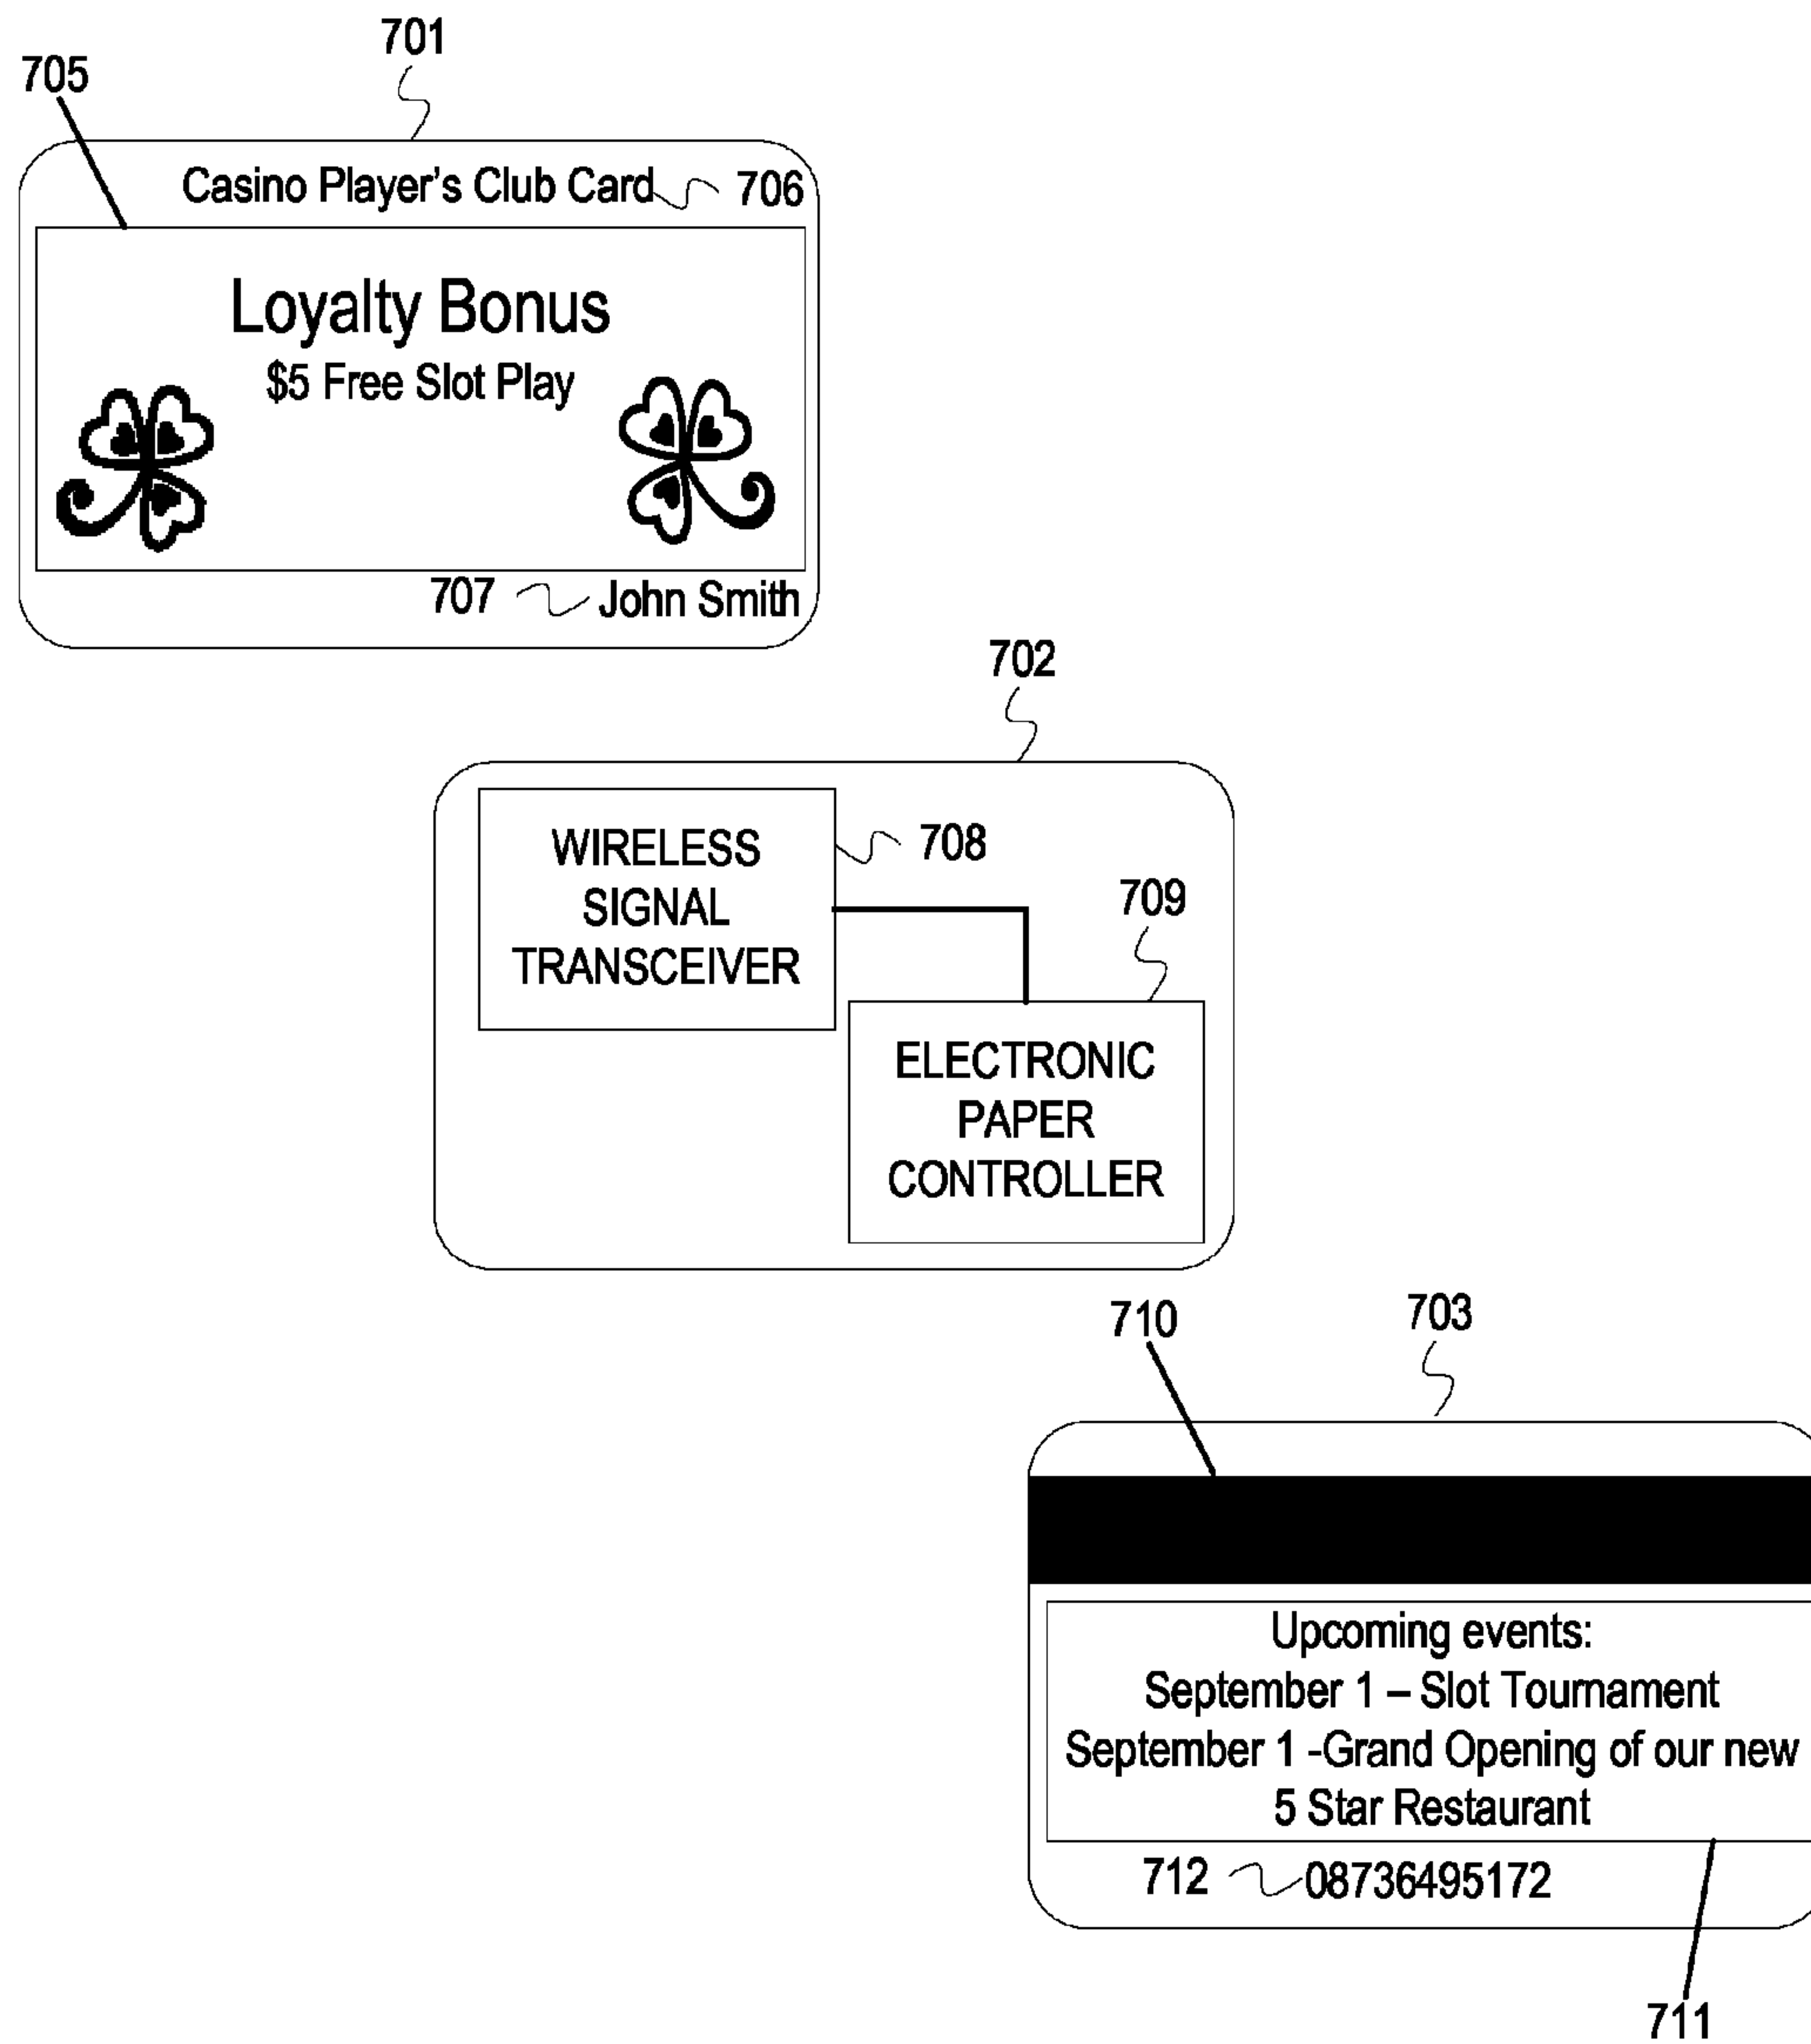 701
705
Casino Player's Club Card 706
Loyalty Bonus
$5 Free Slot Play
707 John Smith
702
WIRELESS
SIGNAL
TRANSCEIVER
708
709
ELECTRONIC
PAPER
CONTROLLER
710
703
Upcoming events:
September 1 – Slot Tournament
September 1 -Grand Opening of our new
5 Star Restaurant
712 08736495172
711